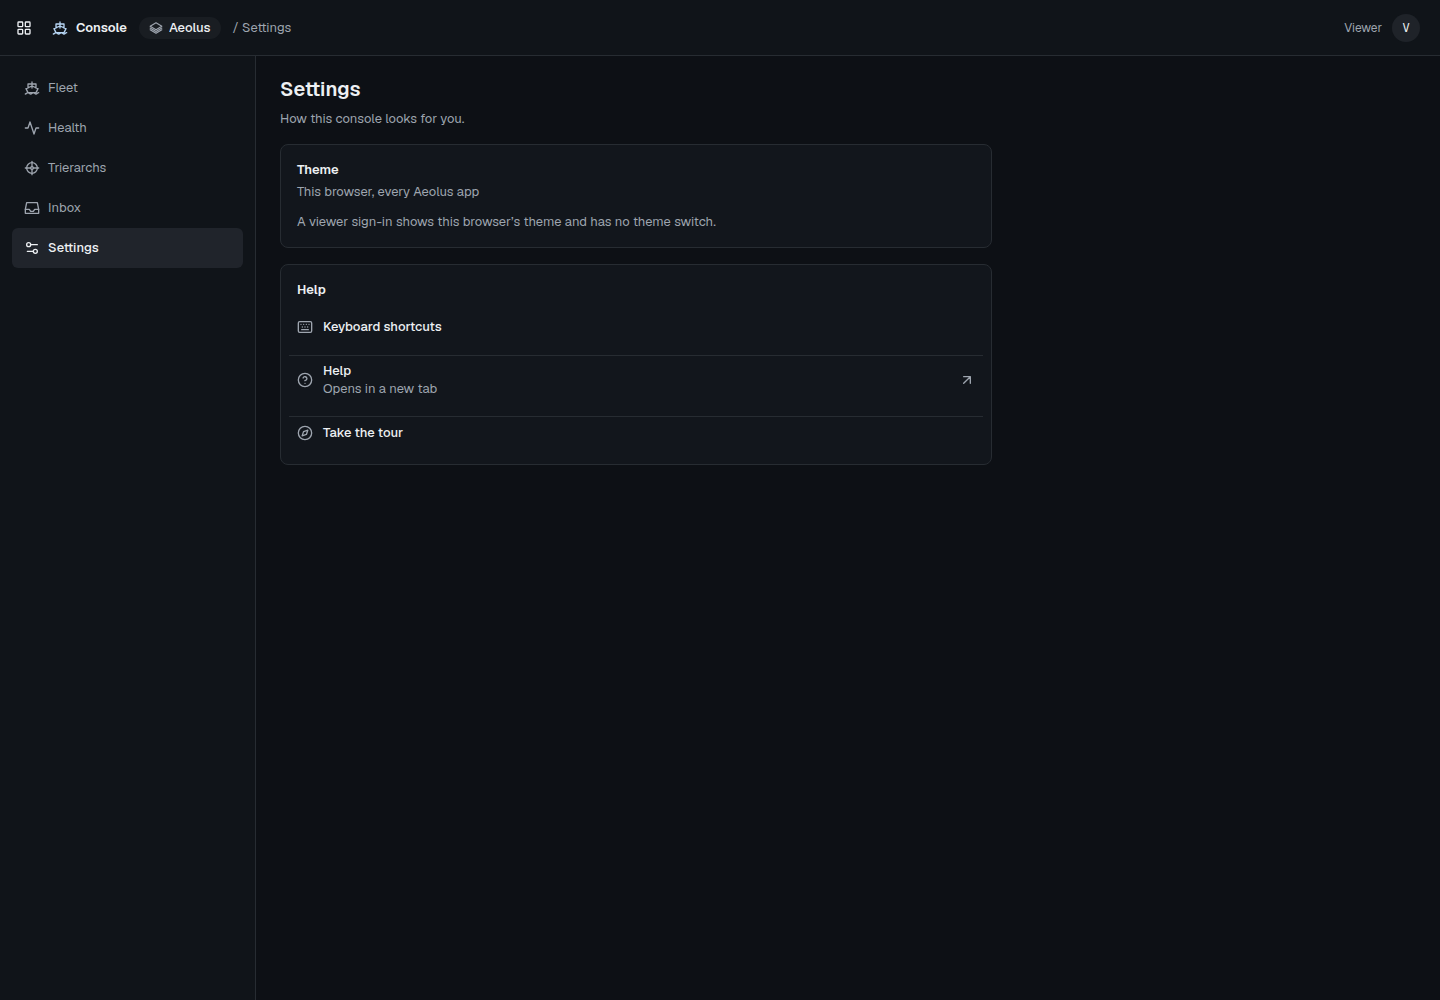 Console
Aeolus
/ Settings
Viewer
V
Fleet
Health
Trierarchs
Inbox
Settings
Settings
How this console looks for you.
Theme
This browser, every Aeolus app
A viewer sign-in shows this browser's theme and has no theme switch.
Help
Keyboard shortcuts
Help
Opens in a new tab
Take the tour